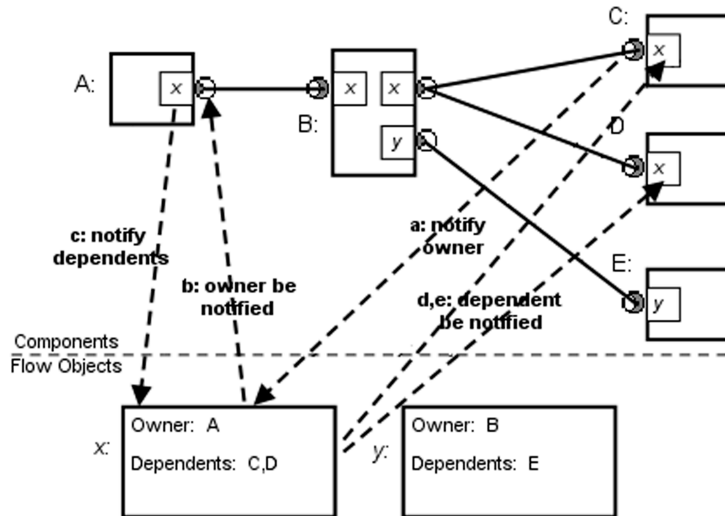 C:
x
A:
x
B:
x
x
D
y
x
c: notify
dependents
a: notify
owner
E:
b: owner be
notified
d,e: dependent
be notified
y
Components
Flow Objects
x:
Owner: A
Dependents: C,D
y:
Owner: B
Dependents: E